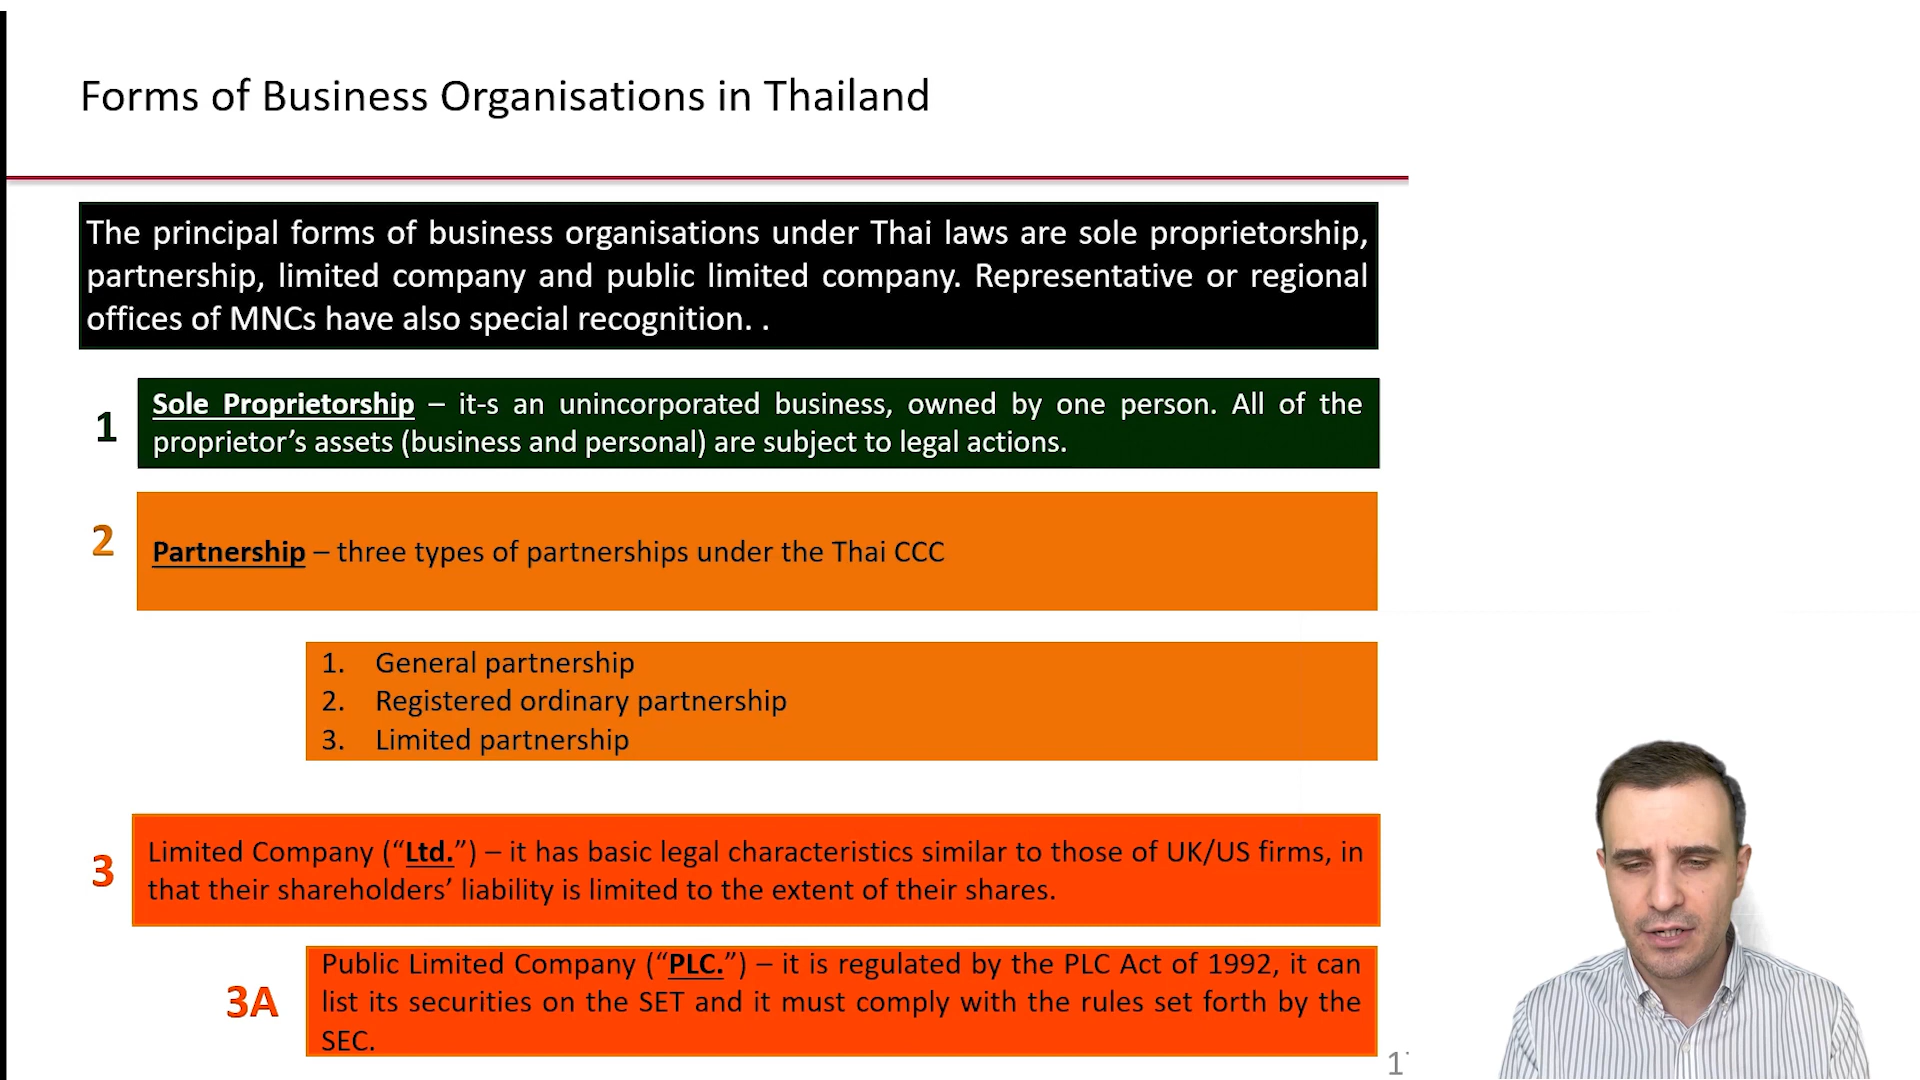 Forms of Business Organisations in Thailand
The principal forms of business organisations under Thai laws are sole proprietorship,
partnership, limited company and public limited company. Representative or regional
offices of MNCs have also special recognition. .
1
Sole Proprietorship – it-s an unincorporated business, owned by one person. All of the
proprietor’s assets (business and personal) are subject to legal actions.
2
Partnership – three types of partnerships under the Thai CCC
1. General partnership
2. Registered ordinary partnership
3. Limited partnership
3
Limited Company (“Ltd.”) – it has basic legal characteristics similar to those of UK/US firms, in
that their shareholders’ liability is limited to the extent of their shares.
3A
Public Limited Company (“PLC.”) – it is regulated by the PLC Act of 1992, it can
list its securities on the SET and it must comply with the rules set forth by the
SEC.